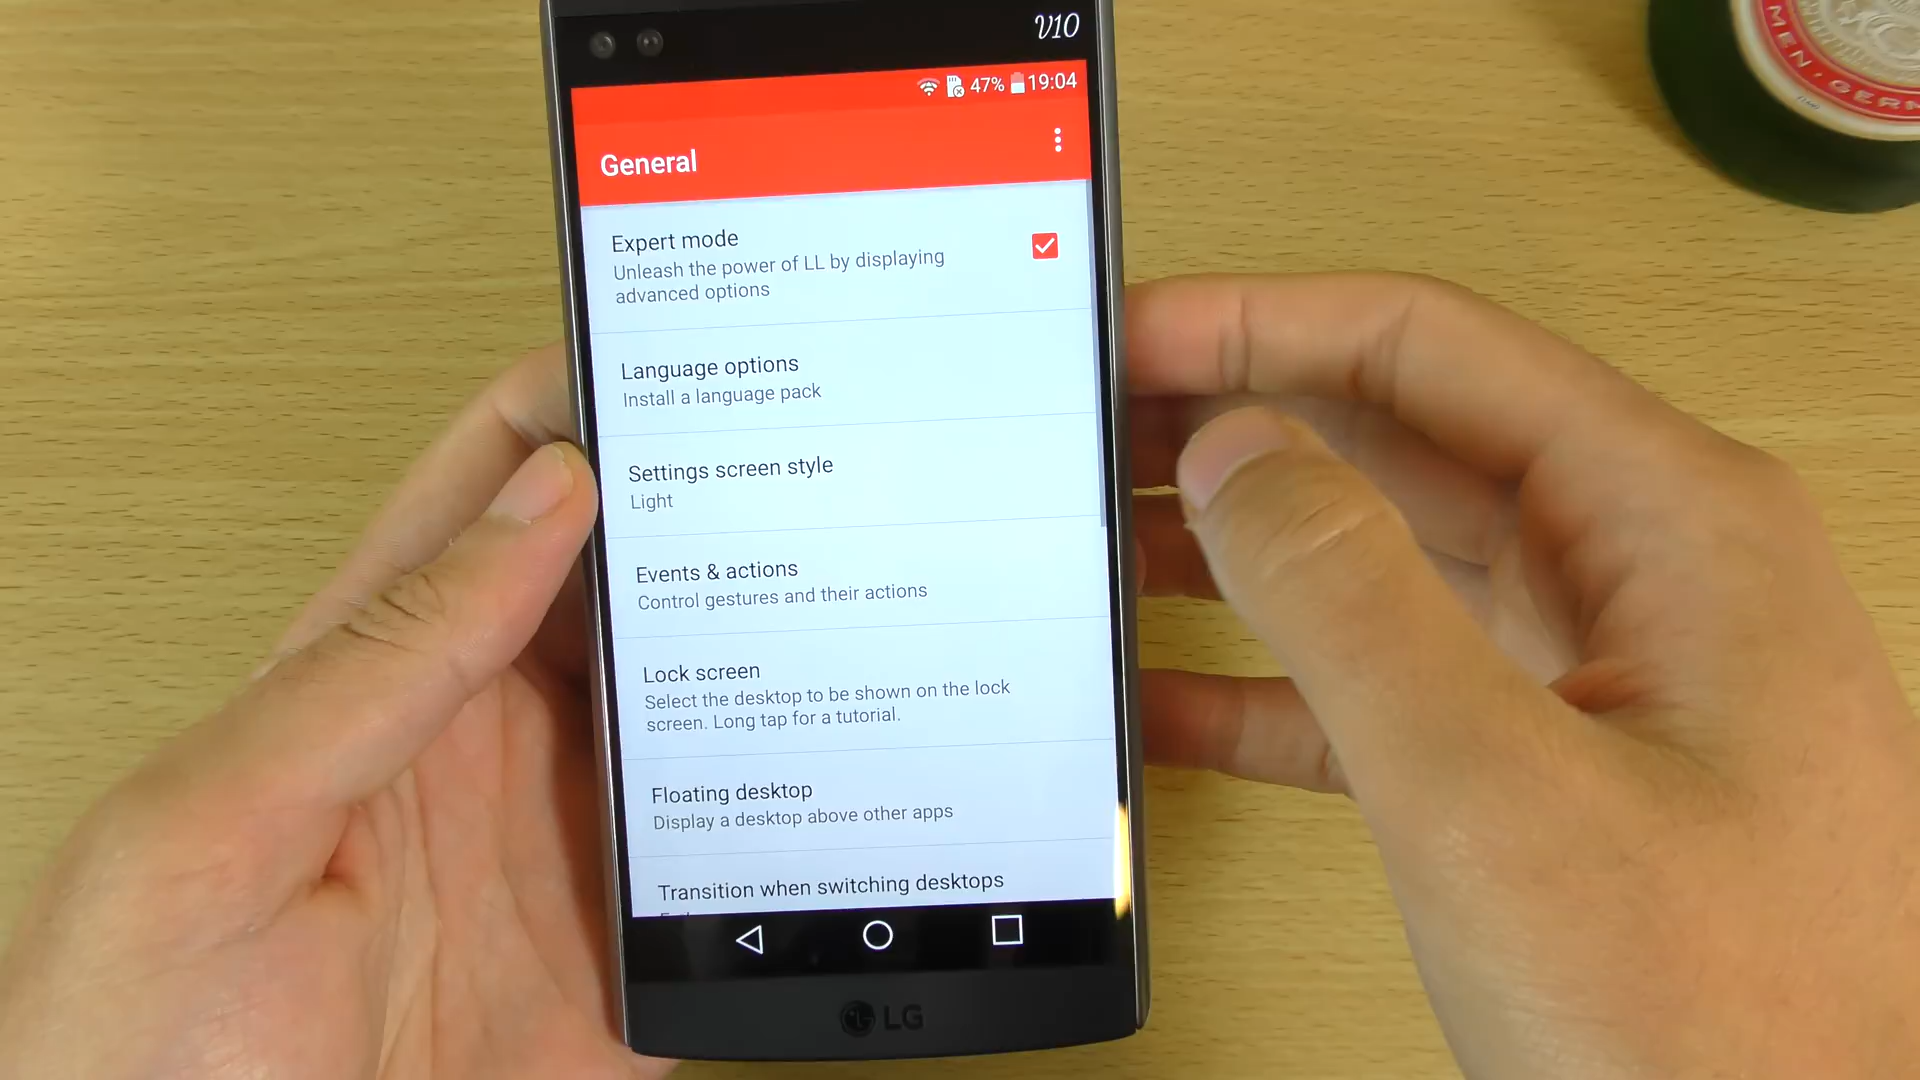 V10
47% 19:04
General
Expert mode
Unleash the power of LL by displaying
advanced options
Language options
Install a language pack
Settings screen style
Light
Events & actions
Control gestures and their actions
Lock screen
Select the desktop to be shown on the lock
screen. Long tap for a tutorial.
Floating desktop
Display a desktop above other apps
Transition when switching desktops
LG